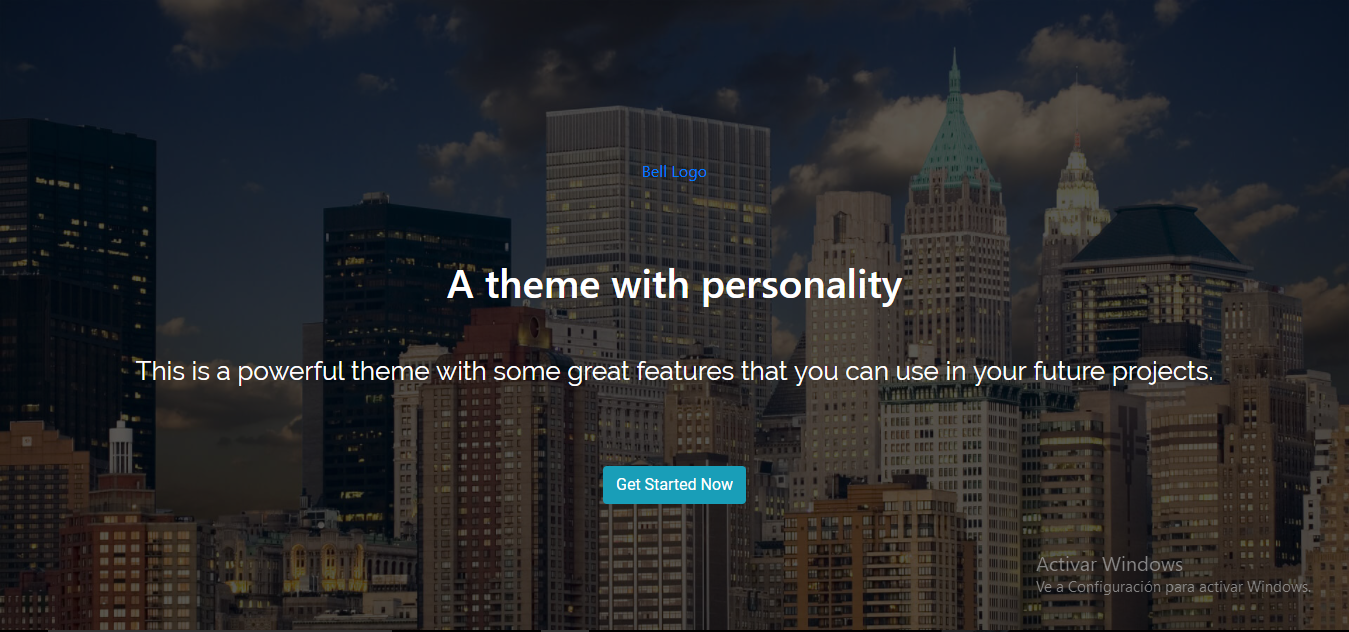 Bell Logo
A theme with personality
This is a powerful theme with some great features that you can use in your future projects.
Get Started Now
Activar Windows
Ve a Configuración para activar Windows.